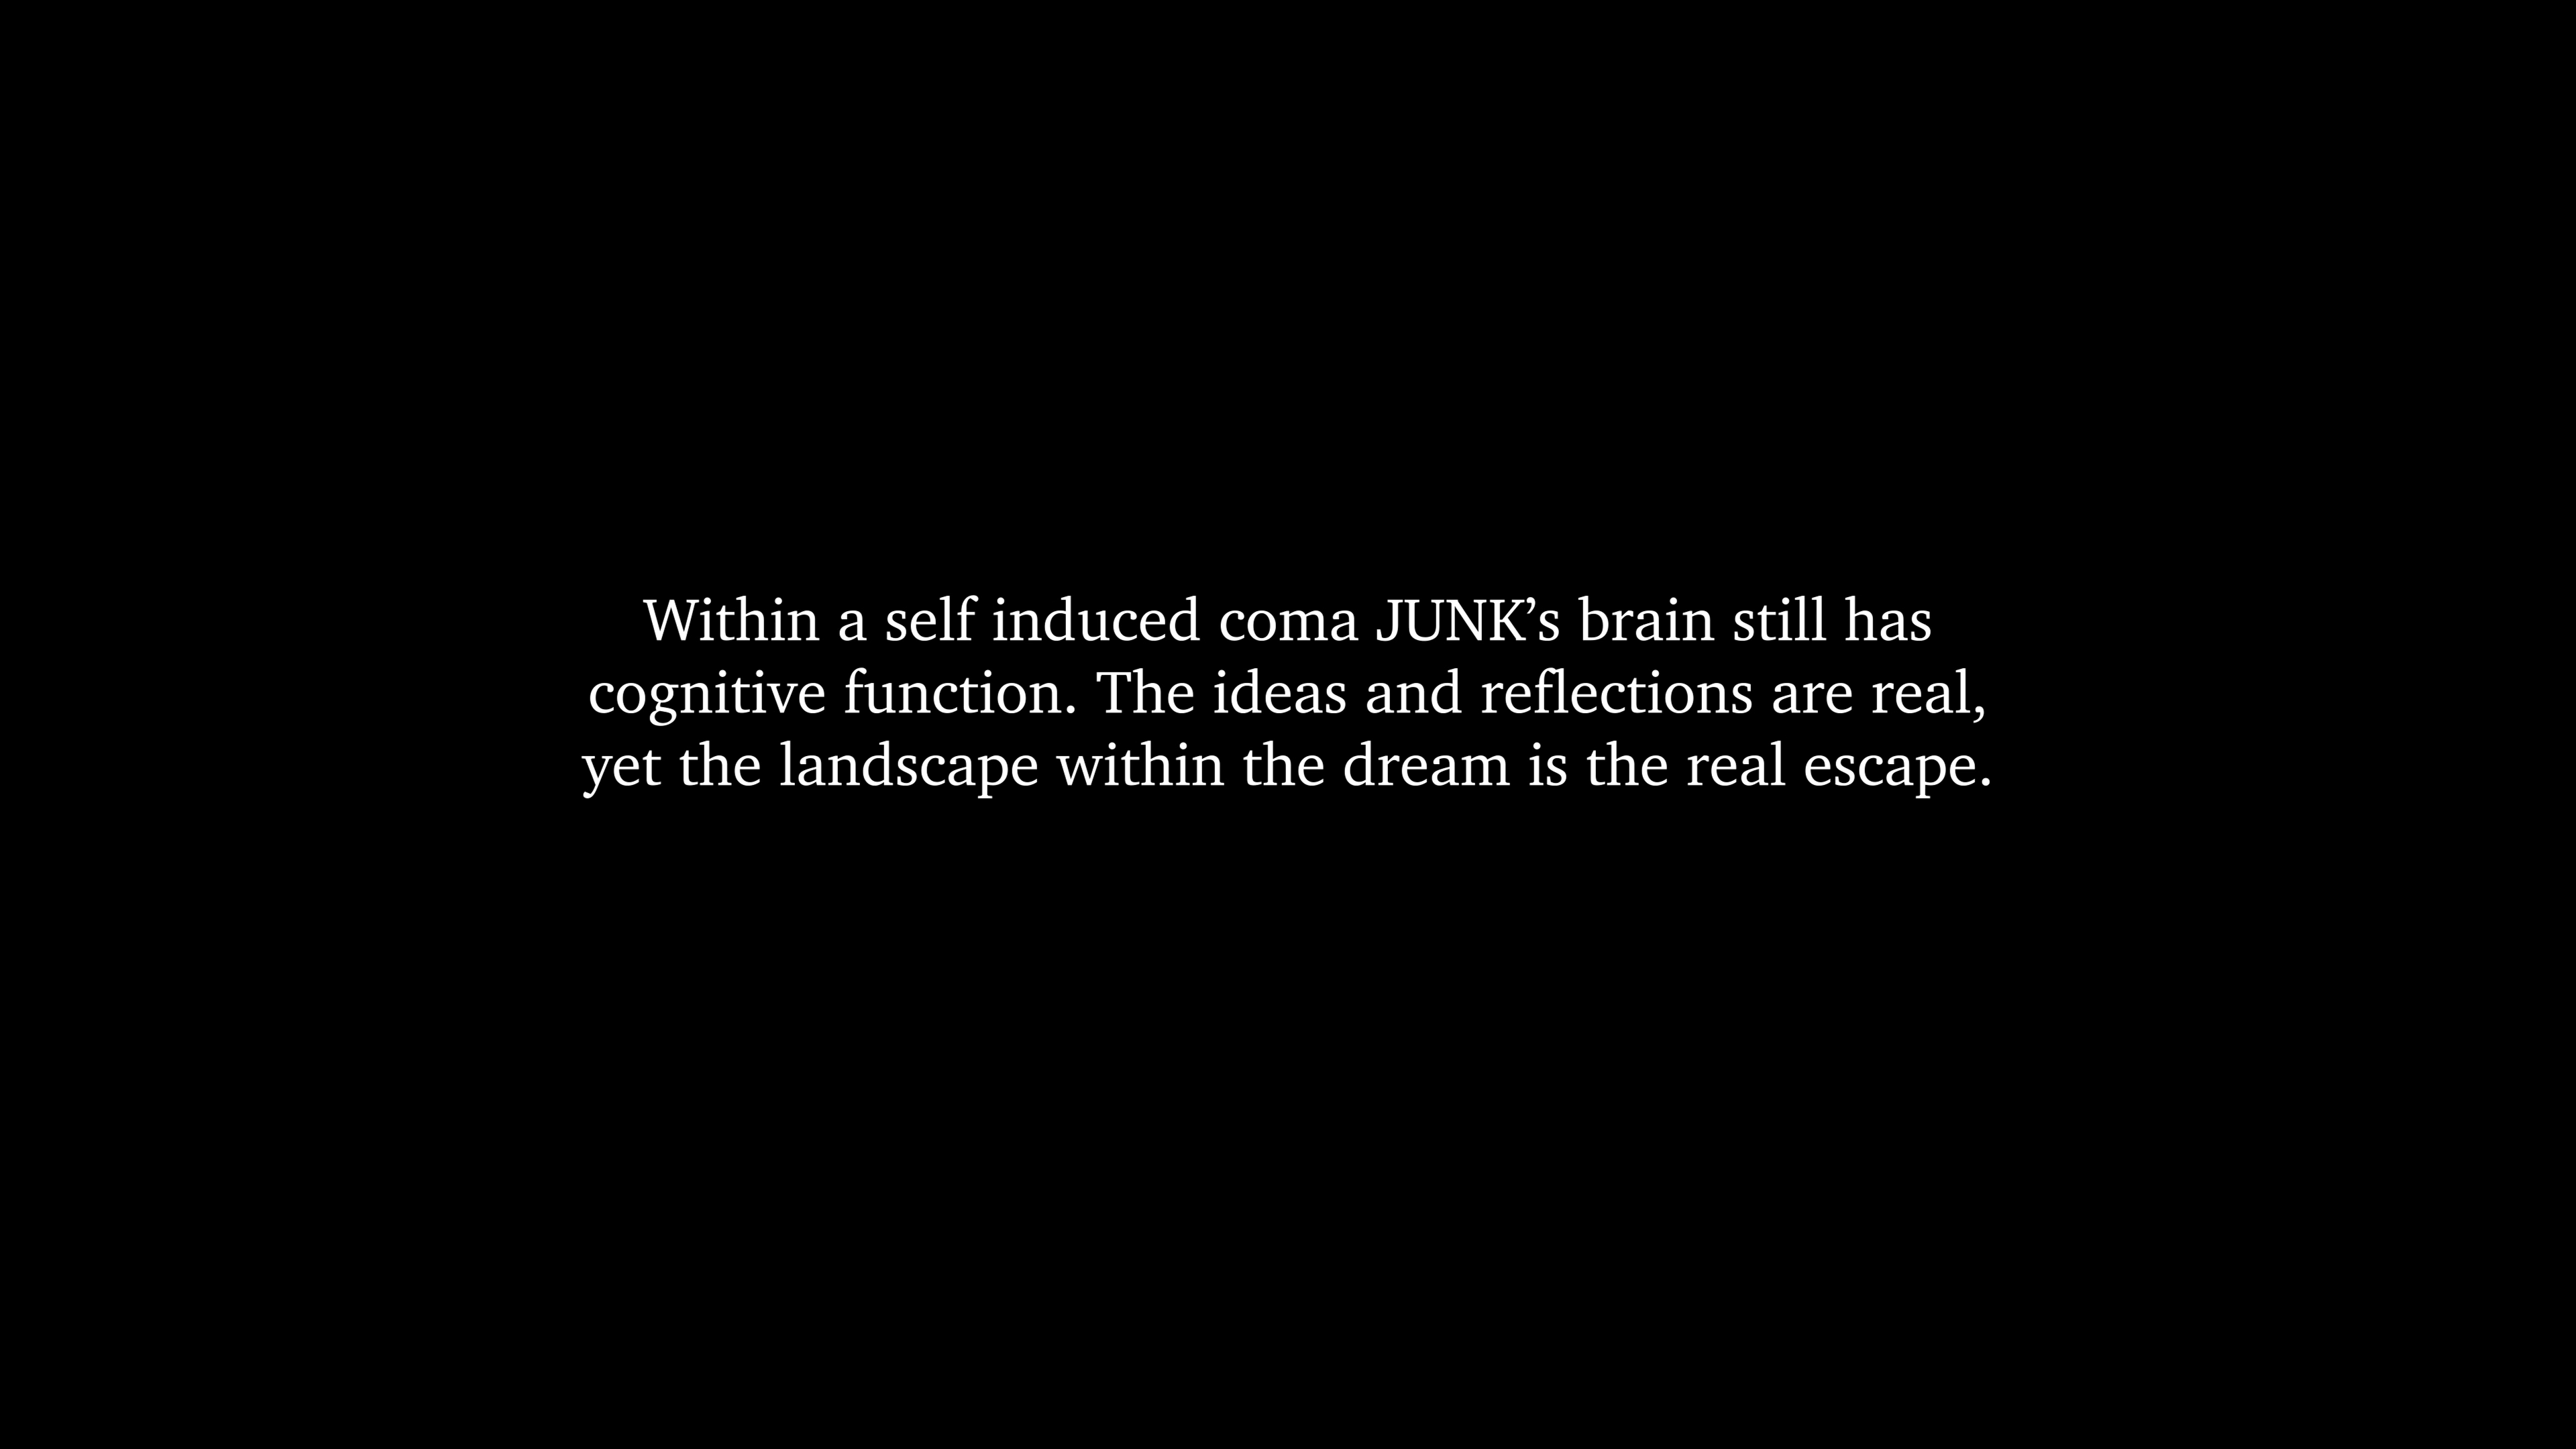 Within a self induced coma JUNK’s brain still has
cognitive function. The ideas and reflections are real,
yet the landscape within the dream is the real escape.